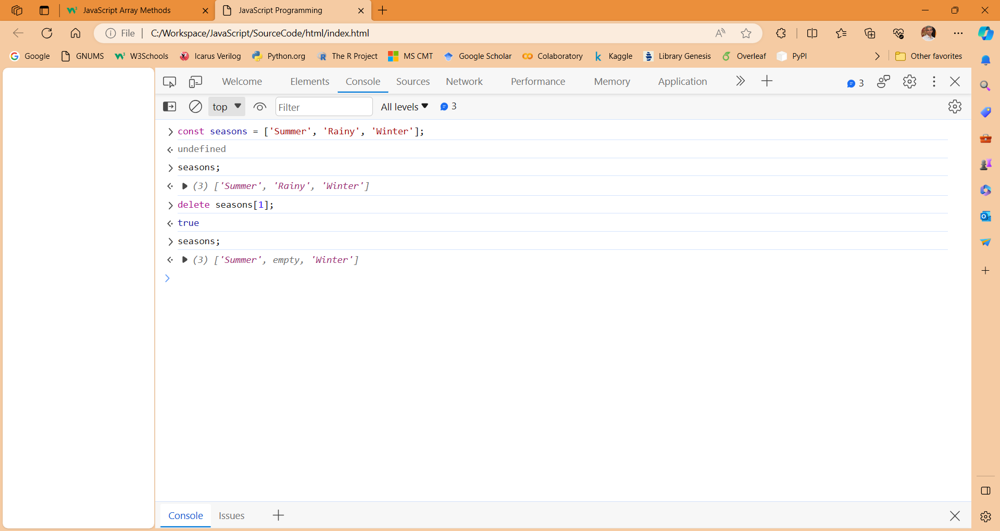 JavaScript Array Methods
JavaScript Programming
File
C:/Workspace/JavaScript/SourceCode/html/index.html
Google GNUMS W3Schools Icarus Verilog Python.org The R Project MS CMT Google Scholar Colaboratory Kaggle Library Genesis Overleaf PyPI Other favorites
Welcome Elements Console Sources Network Performance Memory Application 3
top Filter All levels 3
const seasons = ['Summer', 'Rainy', 'Winter'];
undefined
seasons;
(3) ['Summer', 'Rainy', 'Winter']
delete seasons[1];
true
seasons;
(3) ['Summer', empty, 'Winter']
Console Issues